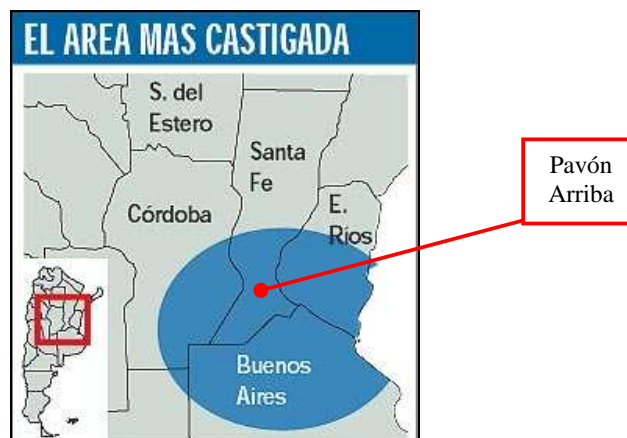 EL AREA MAS CASTIGADA
S. del
Estero
Santa
Fe
Córdoba
E.
Ríos
Pavón
Arriba
Buenos
Aires